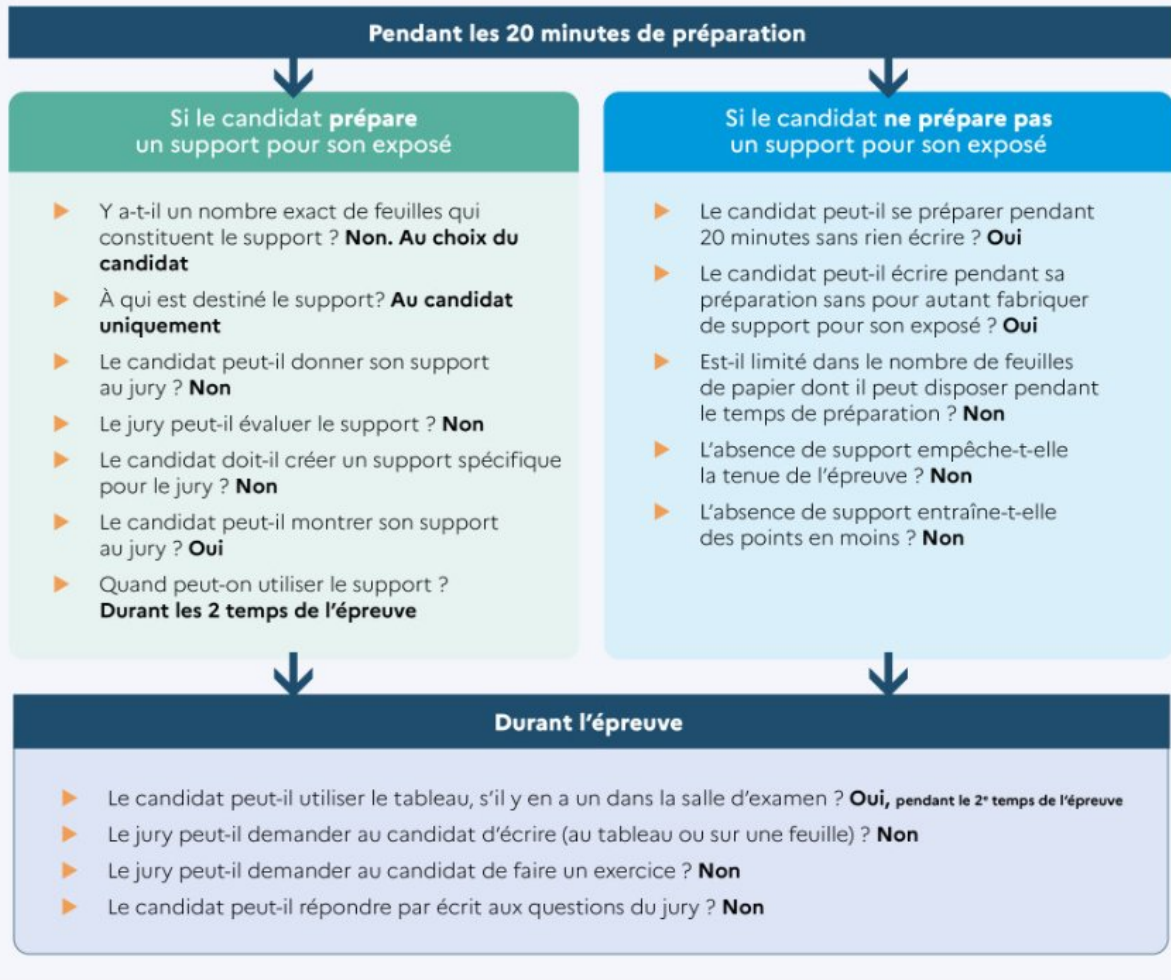 Pendant les 20 minutes de préparation
Si le candidat prépare
un support pour son exposé
Y a-t-il un nombre exact de feuilles qui
constituent le support ? Non. Au choix du
candidat
À qui est destiné le support? Au candidat
uniquement
Le candidat peut-il donner son support
au jury ? Non
Le jury peut-il évaluer le support ? Non
Le candidat doit-il créer un support spécifique
pour le jury ? Non
Le candidat peut-il montrer son support
au jury ? Oui
Quand peut-on utiliser le support ?
Durant les 2 temps de l'épreuve
Si le candidat ne prépare pas
un support pour son exposé
Le candidat peut-il se préparer pendant
20 minutes sans rien écrire ? Oui
Le candidat peut-il écrire pendant sa
préparation sans pour autant fabriquer
de support pour son exposé ? Oui
Est-il limité dans le nombre de feuilles
de papier dont il peut disposer pendant
le temps de préparation ? Non
L'absence de support empêche-t-elle
la tenue de l'épreuve ? Non
L'absence de support entraîne-t-elle
des points en moins ? Non
Durant l'épreuve
Le candidat peut-il utiliser le tableau, s'il y en a un dans la salle d'examen ? Oui, pendant le 2e temps de l'épreuve
Le jury peut-il demander au candidat d'écrire (au tableau ou sur une feuille) ? Non
Le jury peut-il demander au candidat de faire un exercice ? Non
Le candidat peut-il répondre par écrit aux questions du jury ? Non